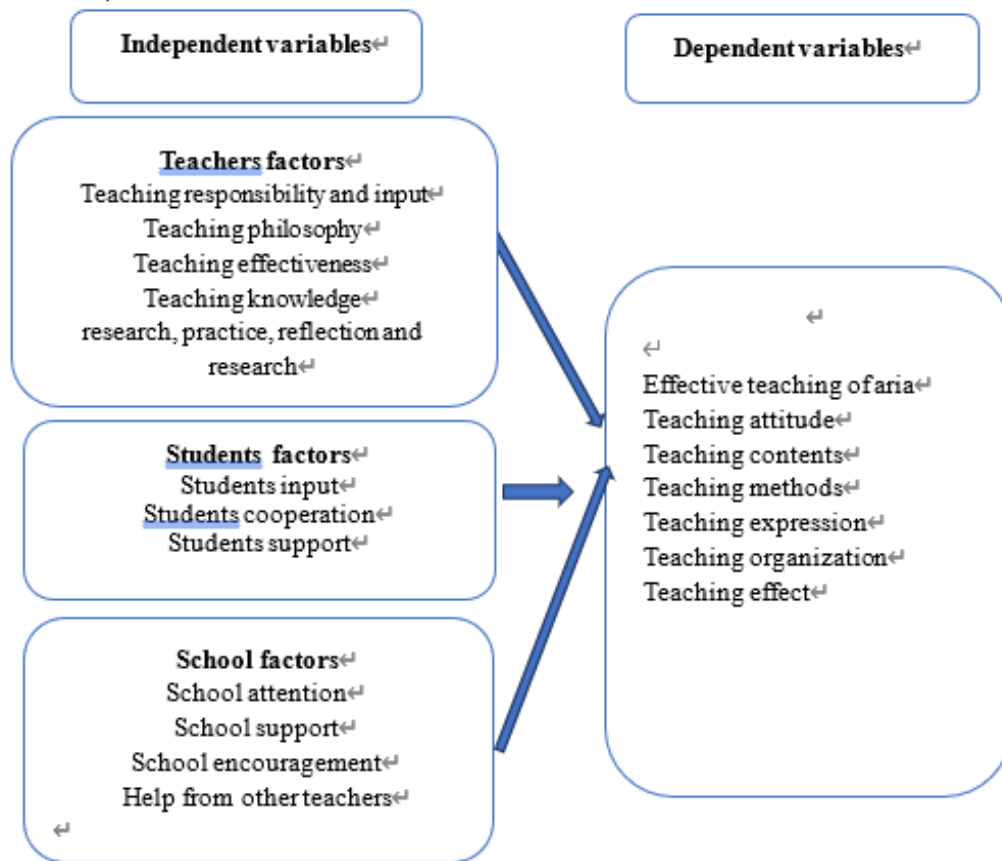 Independent variables↵
Dependent variables↵
Teachers factors↵
Teaching responsibility and input↵
Teaching philosophy↵
Teaching effectiveness↵
Teaching knowledge↵
research, practice, reflection and
research↵
Students factors↵
Students input↵
Students cooperation↵
Students support↵
School factors↵
School attention↵
School support↵
School encouragement↵
Help from other teachers↵
↵
↵
↵
Effective teaching of aria↵
Teaching attitude↵
Teaching contents↵
Teaching methods↵
Teaching expression↵
Teaching organization↵
Teaching effect↵